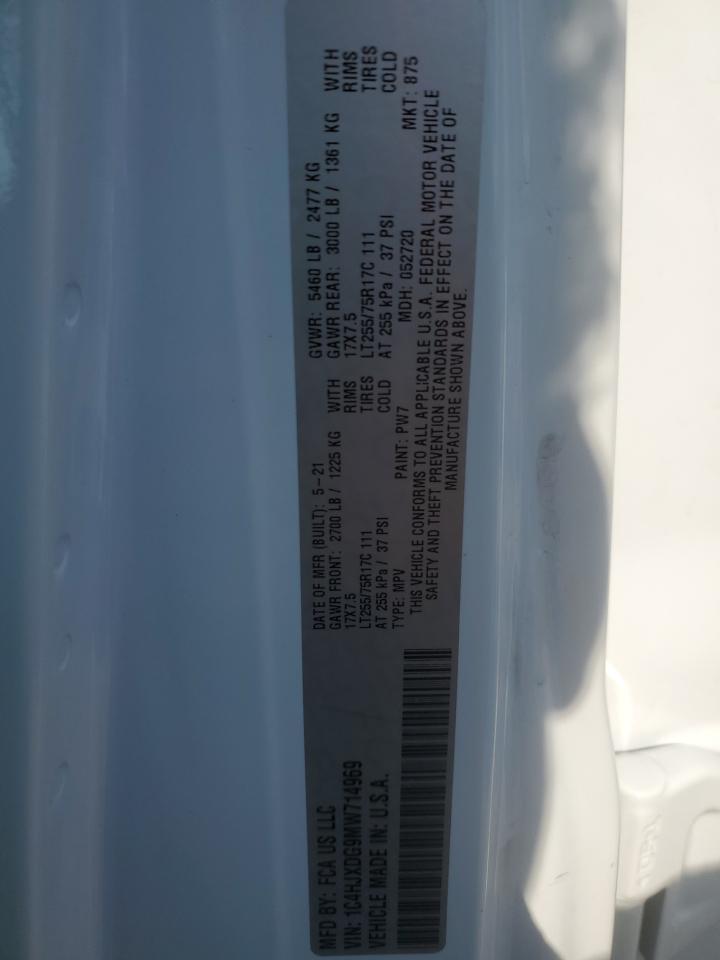 MFD BY: FCA US LLC
VIN: 1C4HJXDG9MW714969
VEHICLE MADE IN: U.S.A.
DATE OF MFR (BUILT): 5-21 GVWR: 5460 LB / 2477 KG
GAWR FRONT: 2700 LB / 1225 KG WITH GAWR REAR: 3000 LB / 1361 KG WITH
17X7.5 RIMS 17X7.5 RIMS
LT255/75R17C 111 TIRES LT255/75R17C 111 TIRES
AT 255 kPa / 37 PSI COLD AT 255 kPa / 37 PSI COLD
TYPE: MPV PAINT: PW7 MDH: 052720 MKT: 875
THIS VEHICLE CONFORMS TO ALL APPLICABLE U.S.A. FEDERAL MOTOR VEHICLE
SAFETY AND THEFT PREVENTION STANDARDS IN EFFECT ON THE DATE OF
MANUFACTURE SHOWN ABOVE.